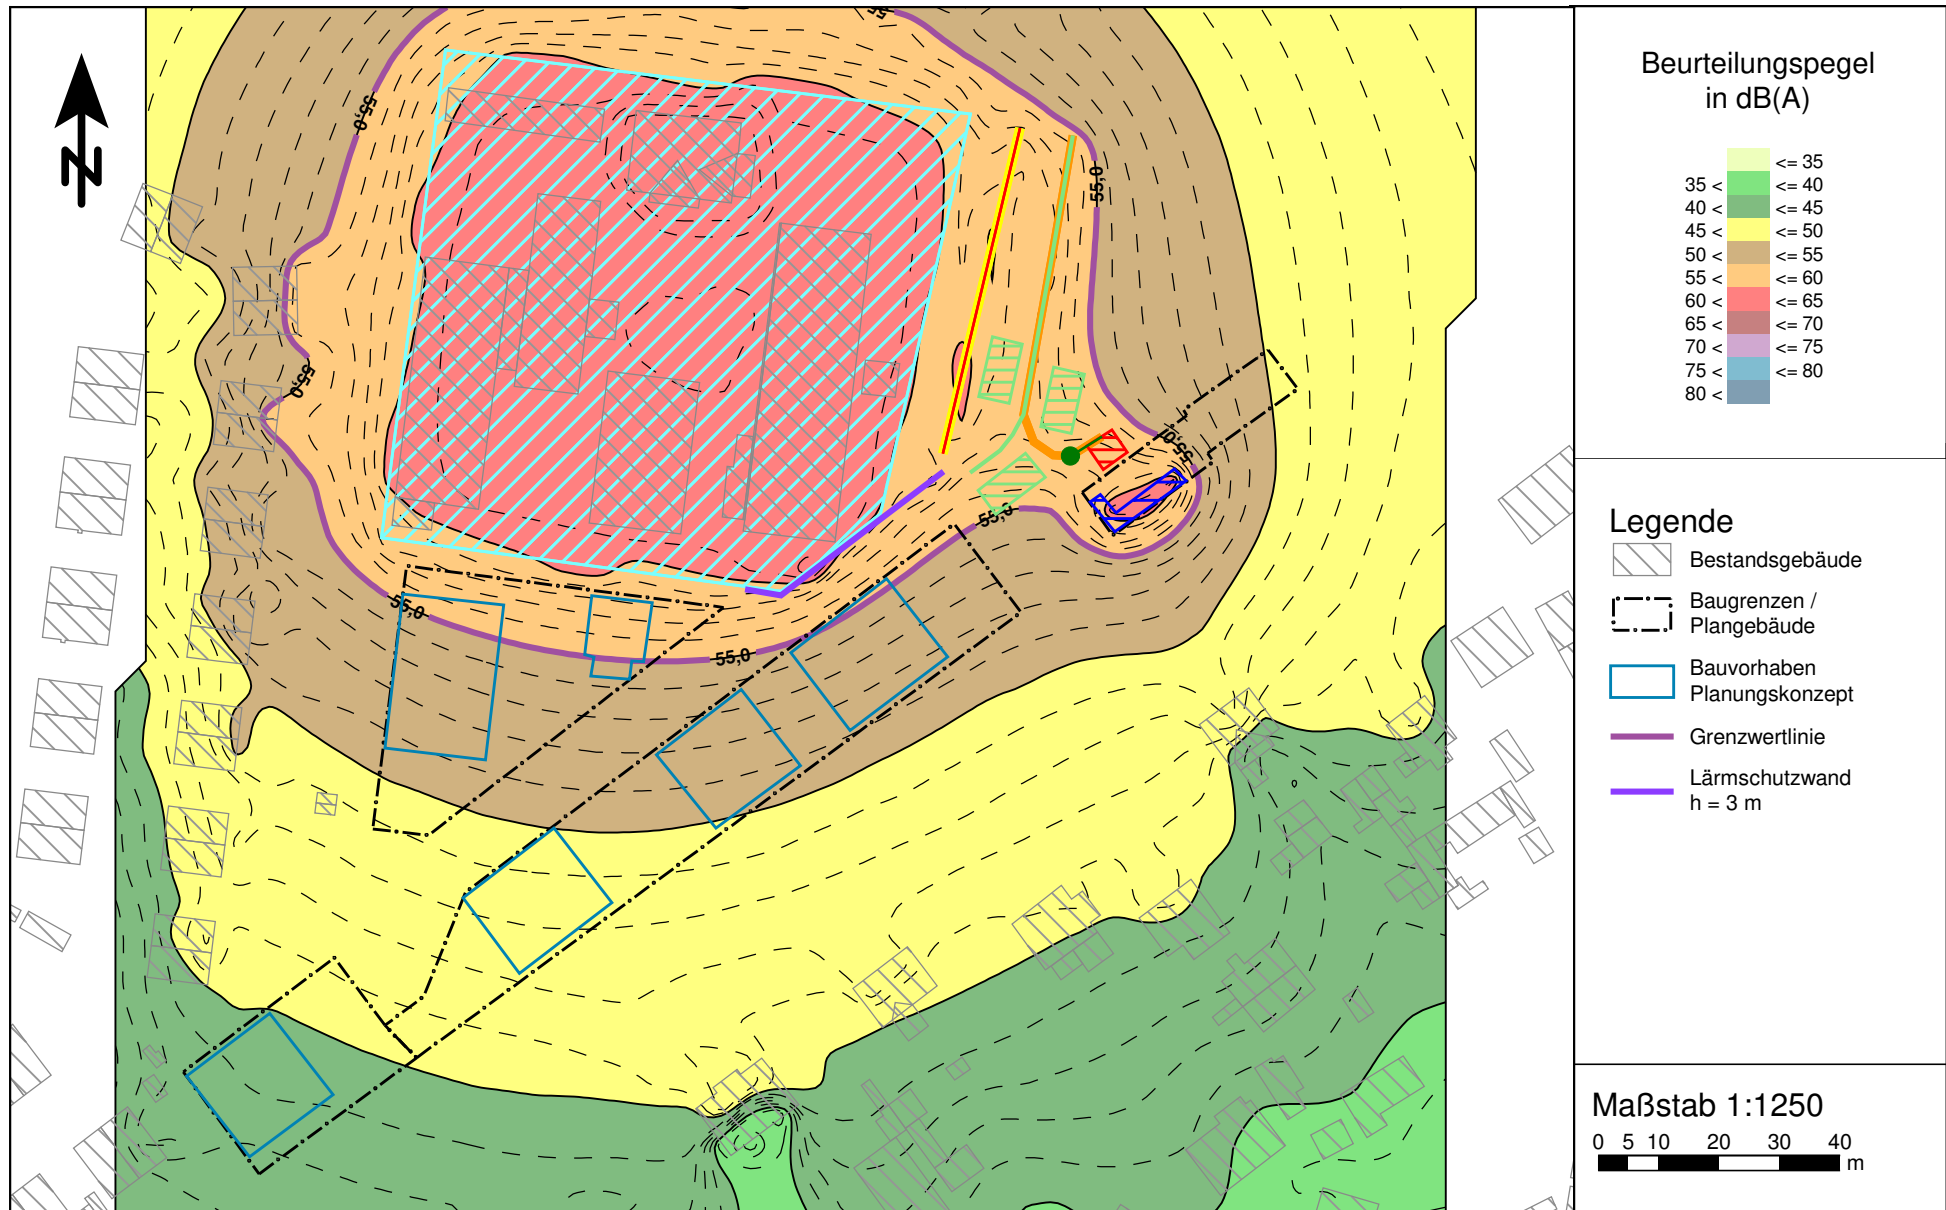 55,0
55,0
55,0
55,0
55,0
55,0
55,0
55,0
N
Beurteilungspegel
in dB(A)
<= 35
35 < <= 40
40 < <= 45
45 < <= 50
50 < <= 55
55 < <= 60
60 < <= 65
65 < <= 70
70 < <= 75
75 < <= 80
80 <
Legende
Bestandsgebäude
Baugrenzen /
Plangebäude
Bauvorhaben
Planungskonzept
Grenzwertlinie
Lärmschutzwand
h = 3 m
Maßstab 1:1250
0 5 10 20 30 40
m